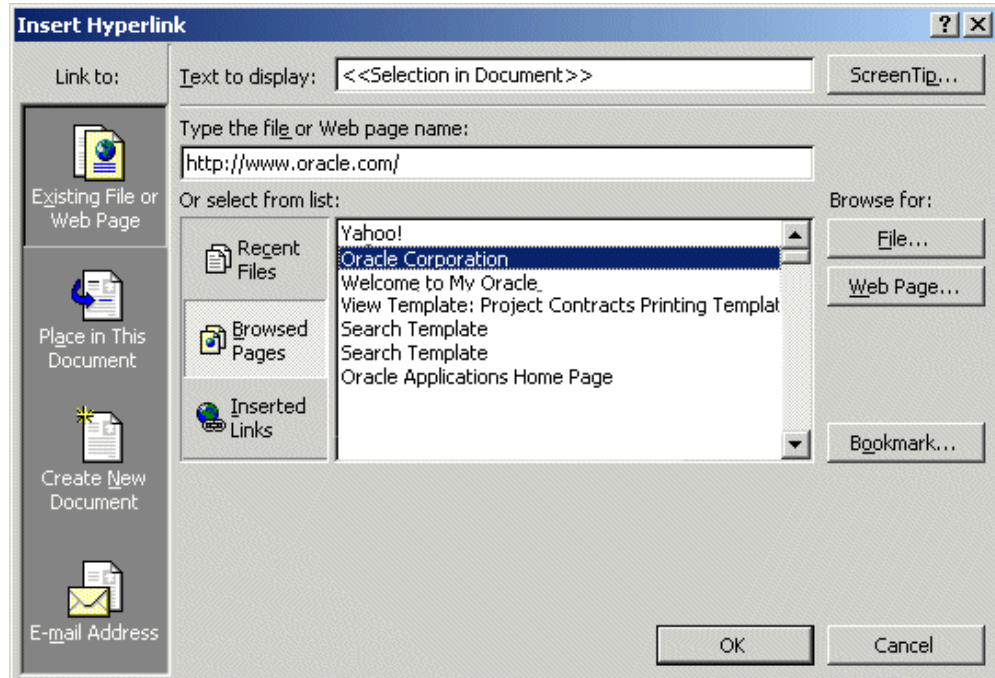 Insert Hyperlink
Link to:
Text to display:
<<Selection in Document>>
ScreenTip...
Existing File or
Web Page
Place in This
Document
Create New
Document
E-mail Address
Type the file or Web page name:
http://www.oracle.com/
Or select from list:
Recent
Files
Browsed
Pages
Inserted
Links
Yahoo!
Oracle Corporation
Welcome to My Oracle
View Template: Project Contracts Printing Templat
Search Template
Search Template
Oracle Applications Home Page
Browse for:
File...
Web Page...
Bookmark...
OK
Cancel